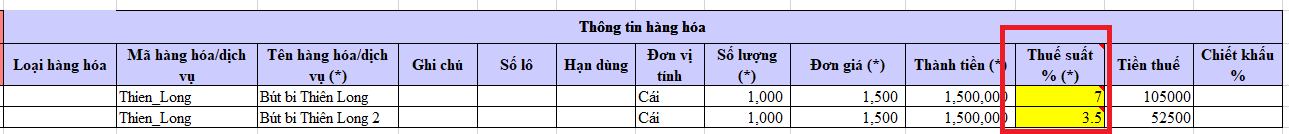 Thông tin hàng hóa
Loại hàng hóa Mã hàng hóa/dịch vụ Tên hàng hóa/dịch vụ (*) Ghi chú Số lô Hạn dùng Đơn vị tính Số lượng (*) Đơn giá (*) Thành tiền (*) Thuế suất % (*) Tiền thuế Chiết khấu %
Thien_Long Bút bi Thiên Long Cái 1,000 1,500 1,500,000 7 105000
Thien_Long Bút bi Thiên Long 2 Cái 1,000 1,500 1,500,000 3.5 52500